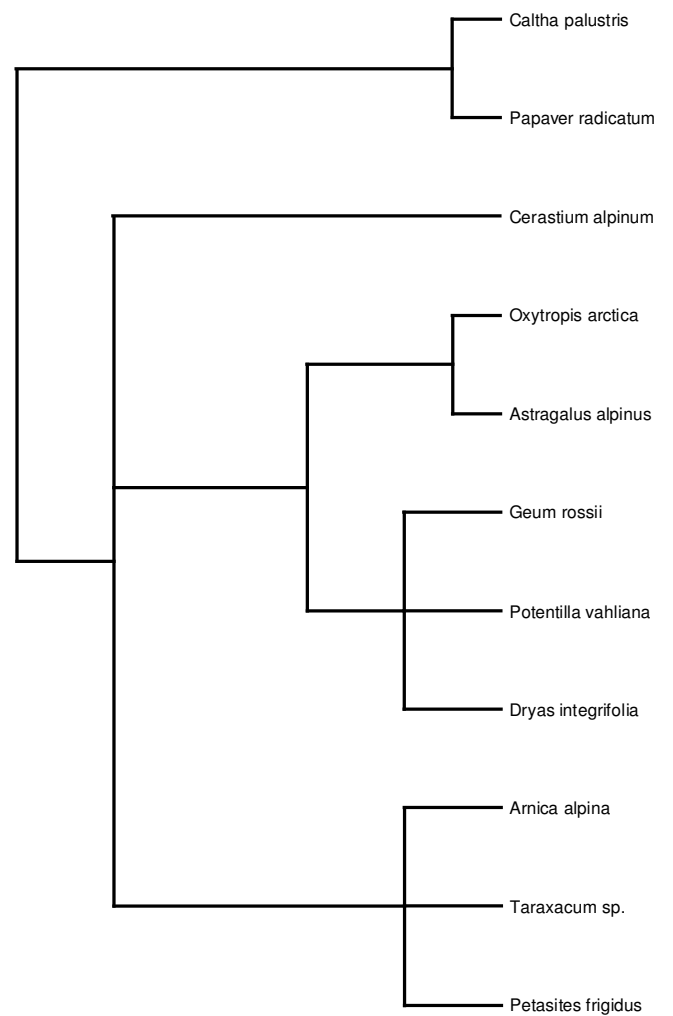 Caltha palustris
Papaver radicatum
Cerastium alpinum
Oxytropis arctica
Astragalus alpinus
Geum rossii
Potentilla vahliana
Dryas integrifolia
Arnica alpina
Taraxacum sp.
Petasites frigidus